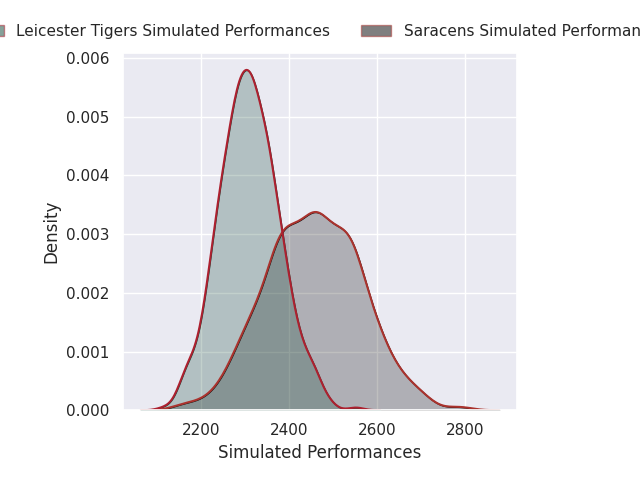 Leicester Tigers Simulated Performances
Saracens Simulated Performan
0.006
0.005
0.004
0.003
0.002
0.001
0.000
Density
2200 2400 2600 2800
Simulated Performances